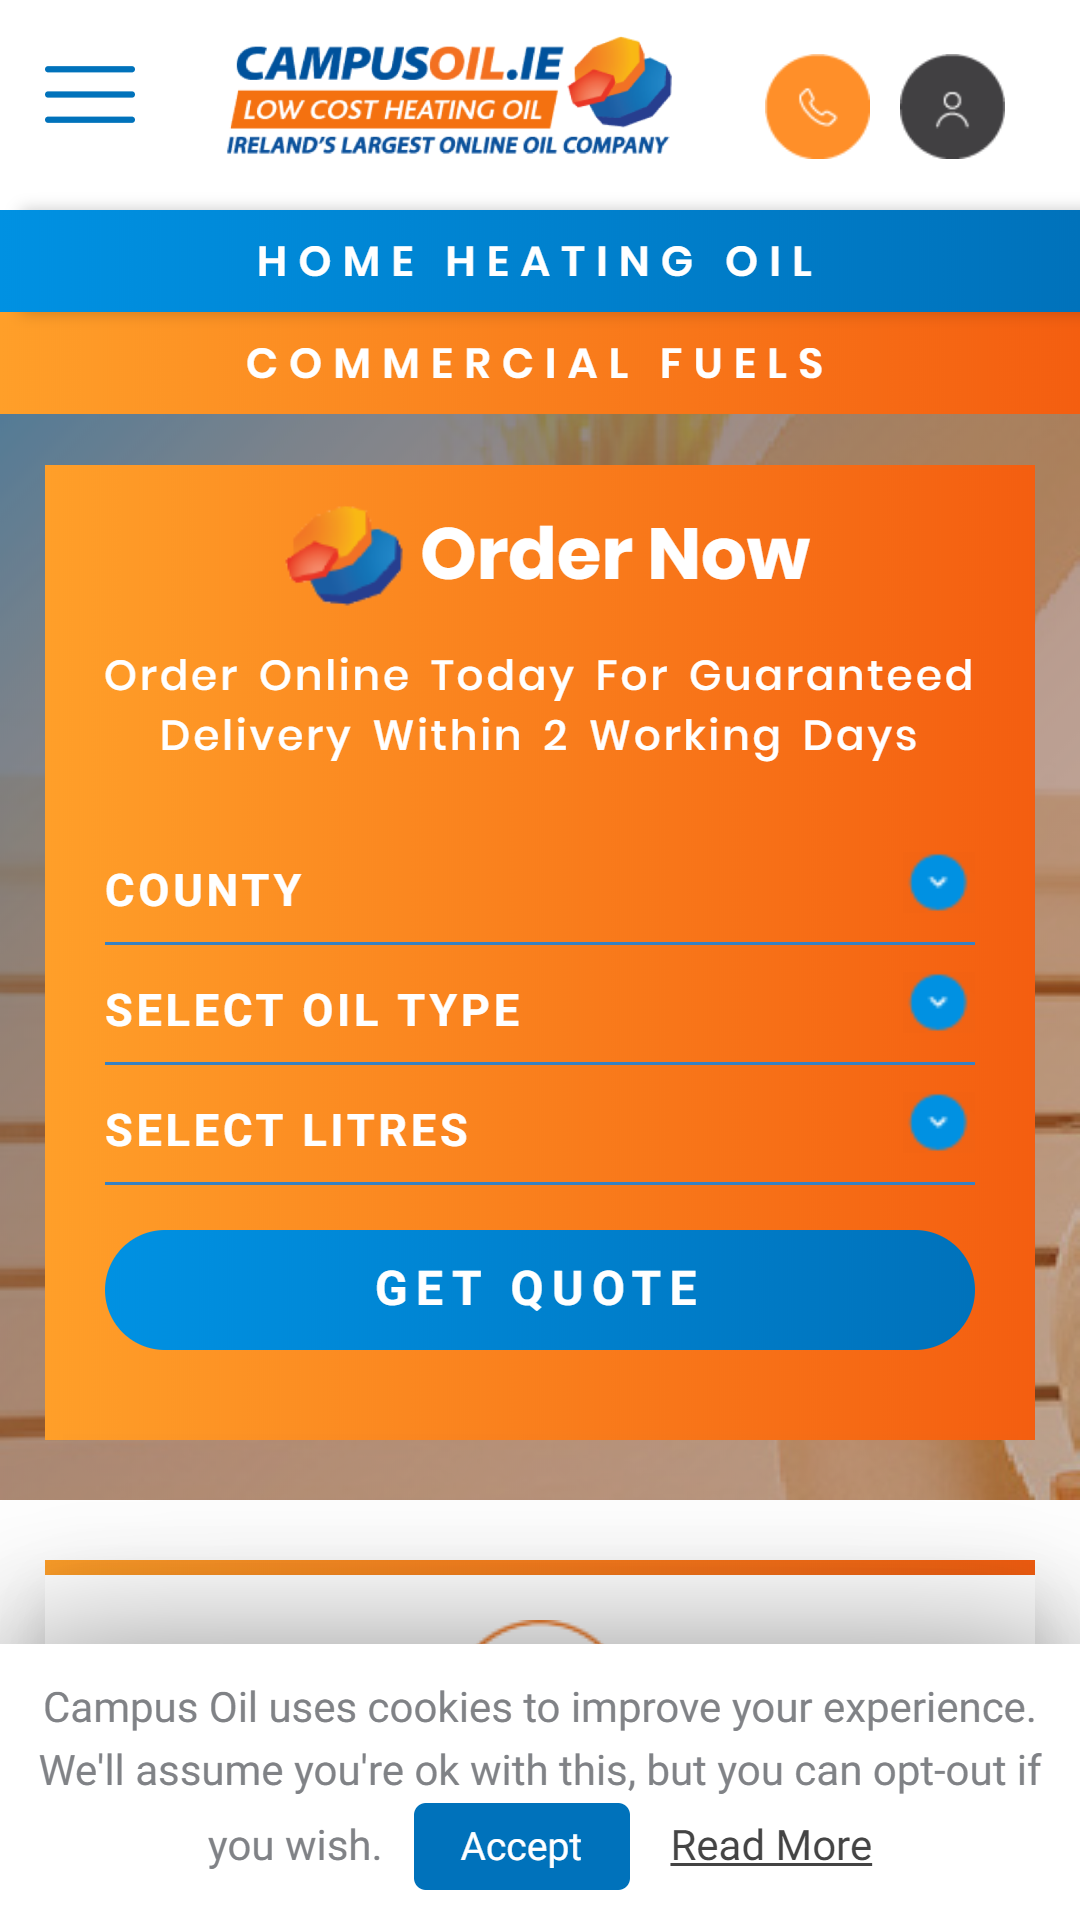 CAMPUSOIL.IE
LOW COST HEATING OIL
IRELAND'S LARGEST ONLINE OIL COMPANY
HOME HEATING OIL
COMMERCIAL FUELS
Order Now
Order Online Today For Guaranteed
Delivery Within 2 Working Days
COUNTY
SELECT OIL TYPE
SELECT LITRES
GET QUOTE
Campus Oil uses cookies to improve your experience.
We'll assume you're ok with this, but you can opt-out if
you wish. Accept Read More